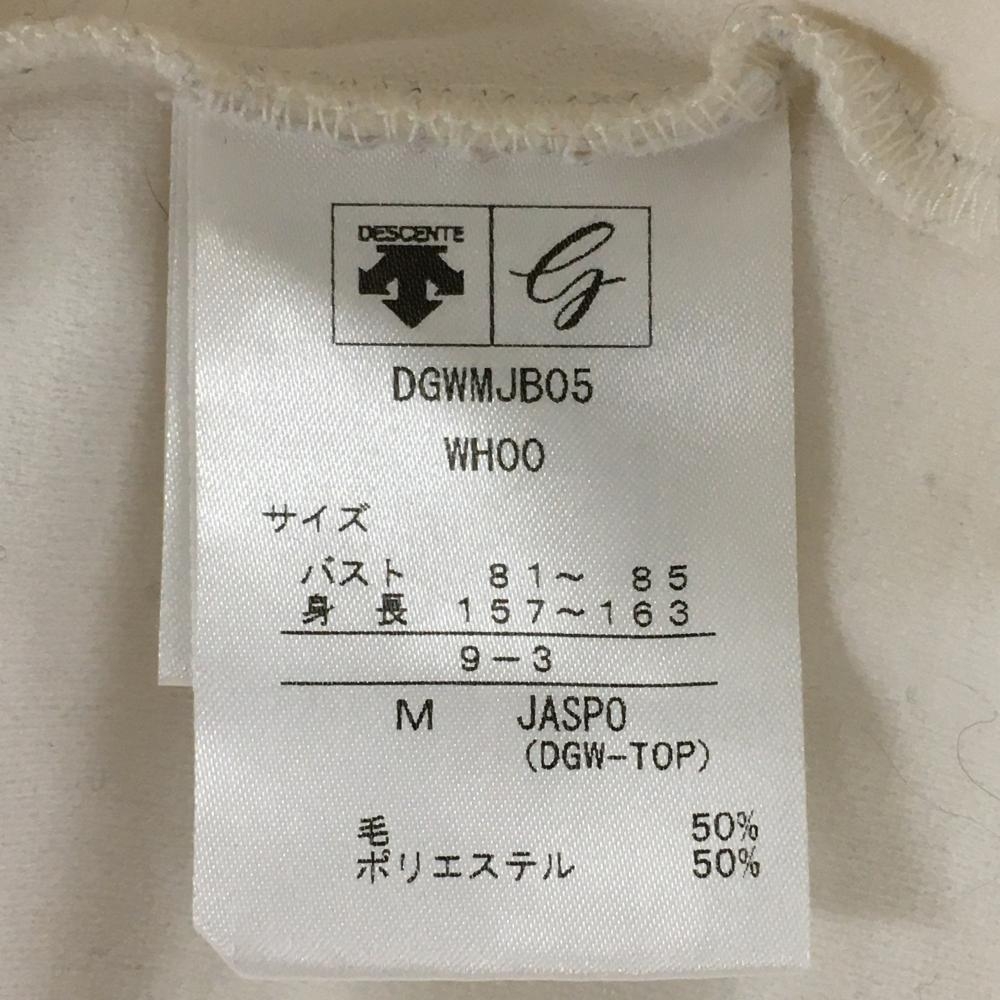 DESCENTE
G
DGWMJB05
WH00
サイズ
バスト 81〜 85
身 長 157〜163
9−3
M JASPO
(DGW-TOP)
毛 50%
ポリエステル 50%